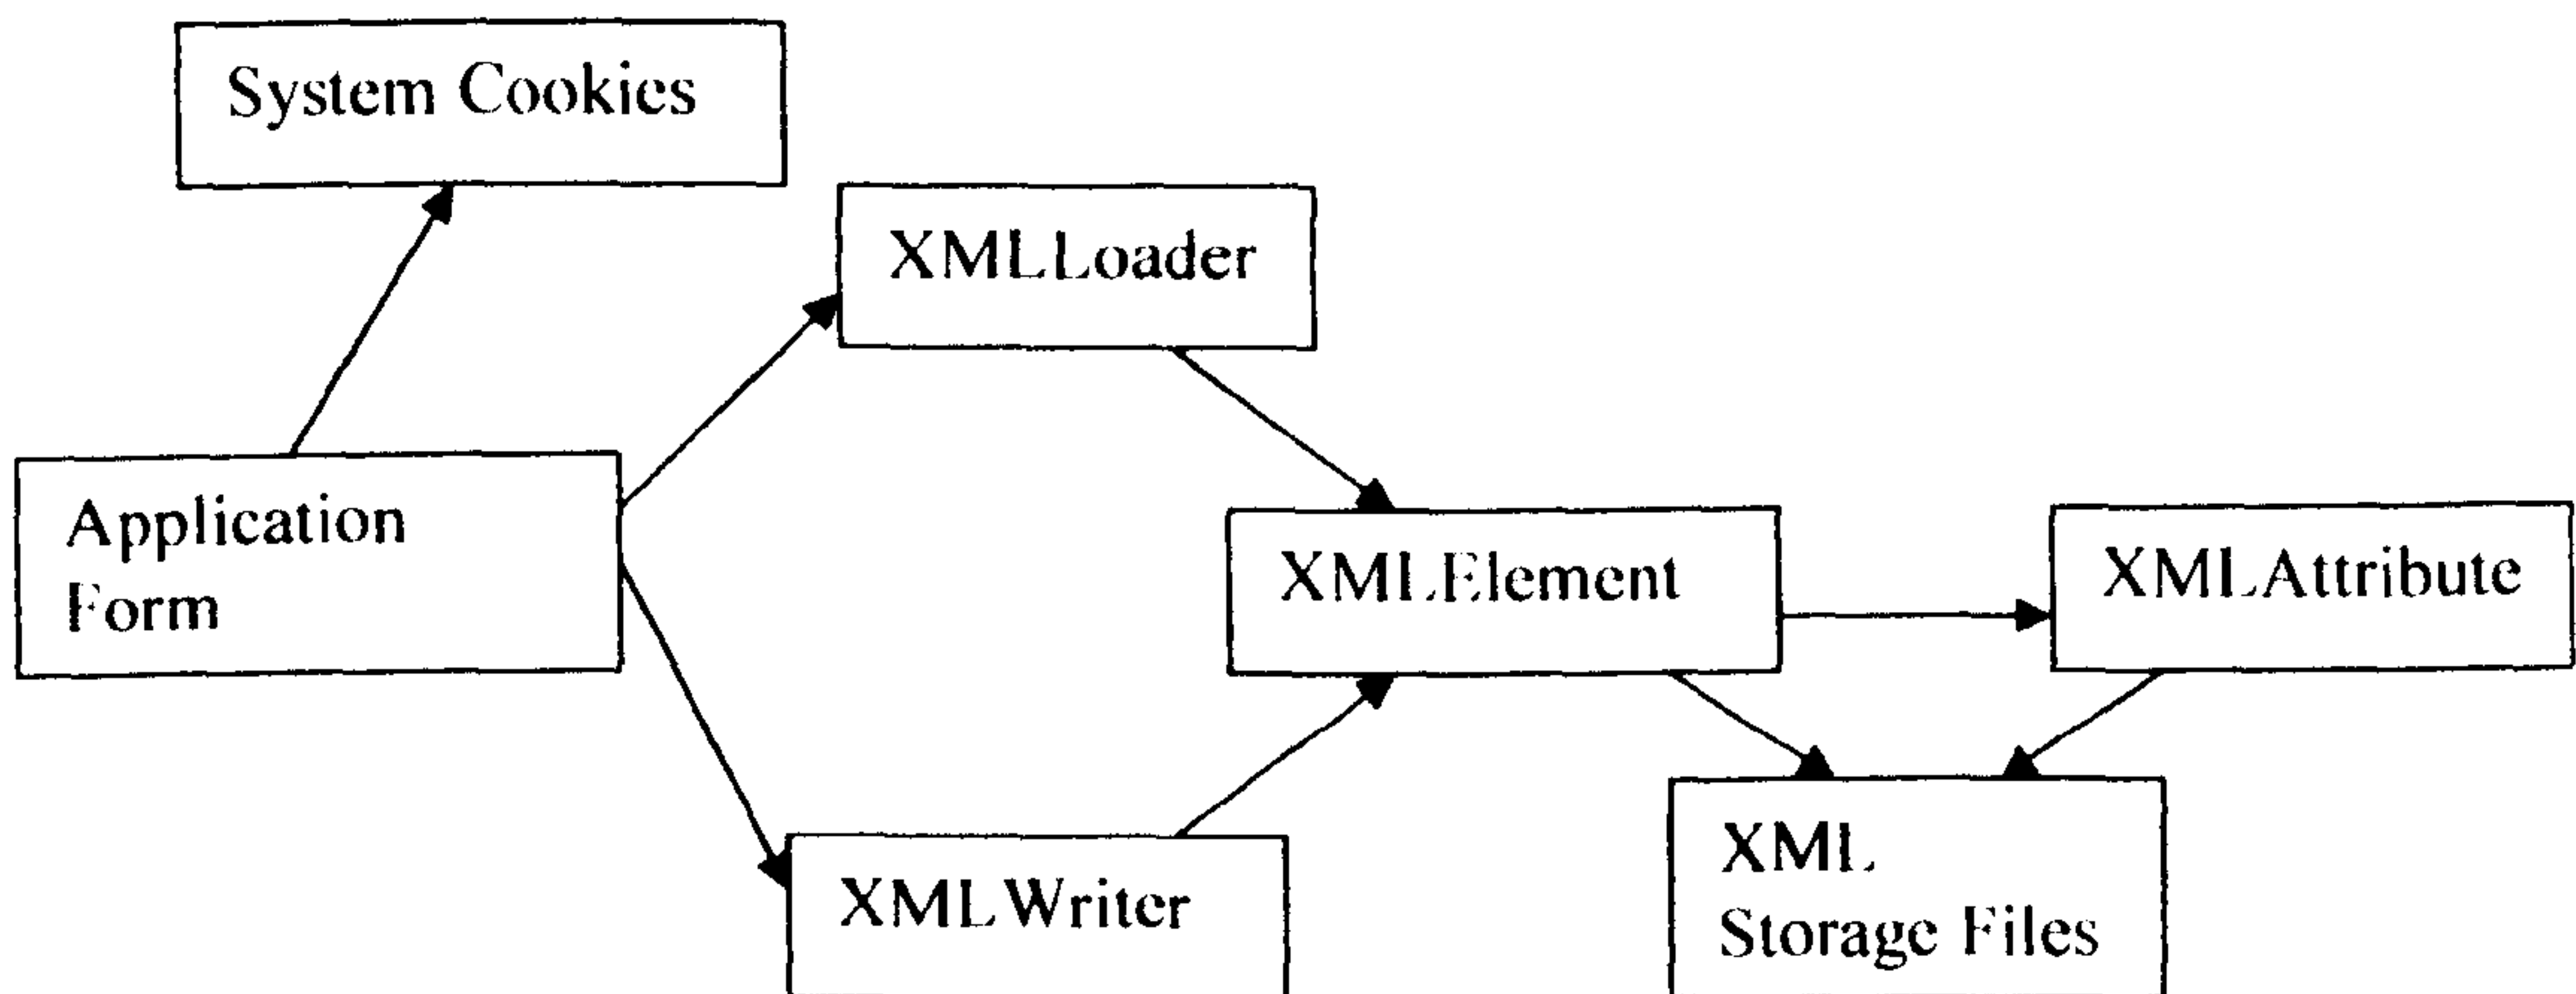 System Cookies
XMLLoader
Application
Form
XMLElement
XMLAttribute
XMLWriter
XML
Storage Files